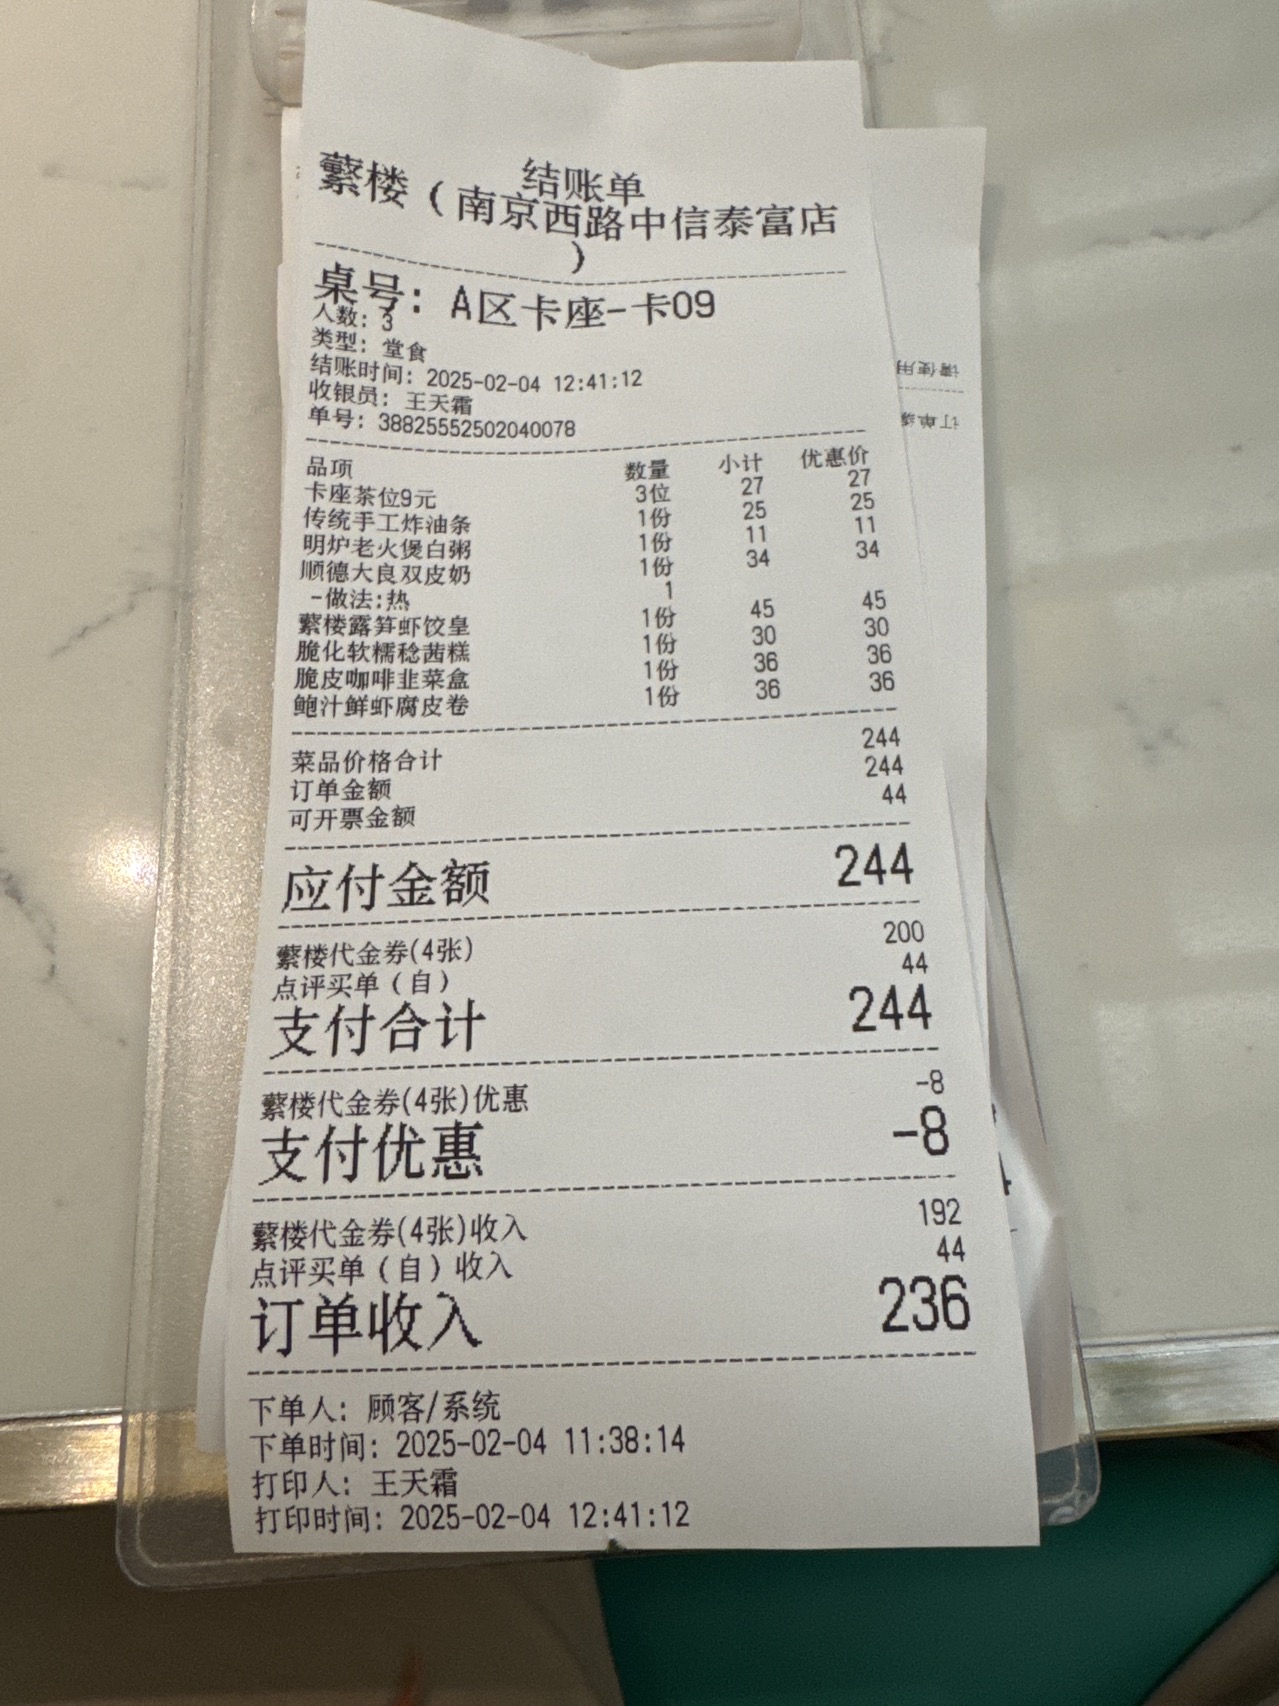 结账单
蘩楼（南京西路中信泰富店
）
桌号：A区卡座-卡09
人数：3
类型：堂食
结账时间：2025-02-04 12:41:12
收银员：王天霜
单号：38825552502040078
品项 数量 小计 优惠价
卡座茶位9元 3位 27 27
传统手工炸油条 1份 25 25
明炉老火煲白粥 1份 11 11
顺德大良双皮奶 1份 34 34
-做法:热 1
蘩楼露笋虾饺皇 1份 45 45
脆化软糯稔茜糕 1份 30 30
脆皮咖啡韭菜盒 1份 36 36
鲍汁鲜虾腐皮卷 1份 36 36
菜品价格合计 244
订单金额 244
可开票金额 44
应付金额 244
蘩楼代金券(4张) 200
点评买单（自） 44
支付合计 244
蘩楼代金券(4张)优惠 -8
支付优惠 -8
蘩楼代金券(4张)收入 192
点评买单（自）收入 44
订单收入 236
下单人：顾客/系统
下单时间：2025-02-04 11:38:14
打印人：王天霜
打印时间：2025-02-04 12:41:12
请使用
订单